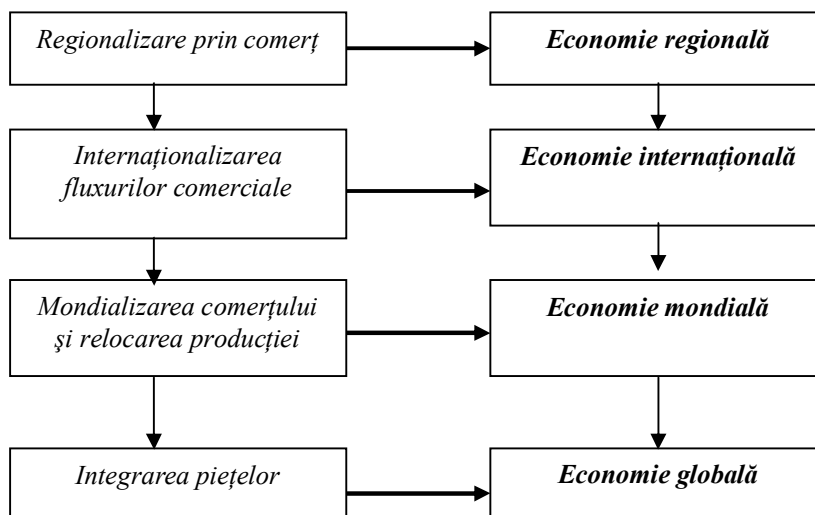 Regionalizare prin comerț
Economie regională
Internaționalizarea
fluxurilor comerciale
Economie internațională
Mondializarea comerțului
şi relocarea producției
Economie mondială
Integrarea piețelor
Economie globală